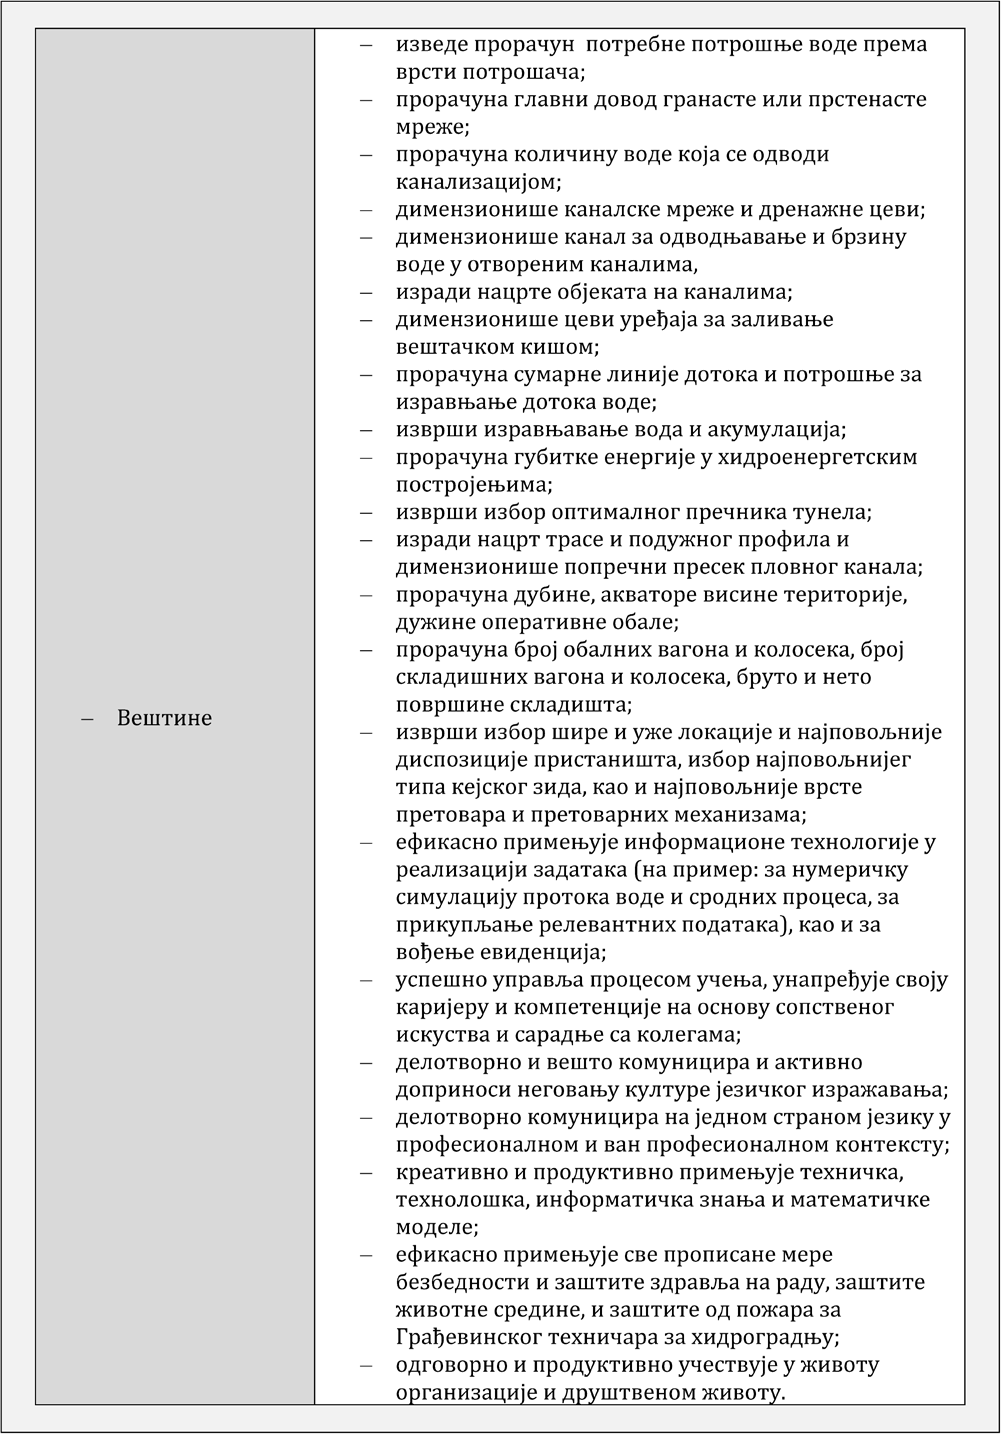 – Вештине
– изведе прорачун  потребне потрошње воде према
врсти потрошача;
– прорачуна главни довод гранасте или прстенасте
мреже;
– прорачуна количину воде која се одводи
канализацијом;
– димензионише каналске мреже и дренажне цеви;
– димензионише канал за одводњавање и брзину
воде у отвореним каналима,
– изради нацрте објеката на каналима;
– димензионише цеви уређаја за заливање
вештачком кишом;
– прорачуна сумарне линије дотока и потрошње за
изравњање дотока воде;
– изврши изравњавање вода и акумулација;
– прорачуна губитке енергије у хидроенергетским
постројењима;
– изврши избор оптималног пречника тунела;
– изради нацрт трасе и подужног профила и
димензионише попречни пресек пловног канала;
– прорачуна дубине, акваторе висине територије,
дужине оперативне обале;
– прорачуна број обалних вагона и колосека, број
складишних вагона и колосека, бруто и нето
површине складишта;
– изврши избор шире и уже локације и најповољније
диспозиције пристаништа, избор најповољнијег
типа кејског зида, као и најповољније врсте
претовара и претоварних механизама;
– ефикасно примењује информационе технологије у
реализацији задатака (на пример: за нумеричку
симулацију протока воде и сродних процеса, за
прикупљање релевантних података), као и за
вођење евиденција;
– успешно управља процесом учења, унапређује своју
каријеру и компетенције на основу сопственог
искуства и сарадње са колегама;
– делотворно и вешто комуницира и активно
доприноси неговању културе језичког изражавања;
– делотворно комуницира на једном страном језику у
професионалном и ван професионалном контексту;
– креативно и продуктивно примењује техничка,
технолошка, информатичка знања и математичке
моделе;
– ефикасно примењује све прописане мере
безбедности и заштите здравља на раду, заштите
животне средине, и заштите од пожара за
Грађевинског техничара за хидроградњу;
– одговорно и продуктивно учествује у животу
организације и друштвеном животу.